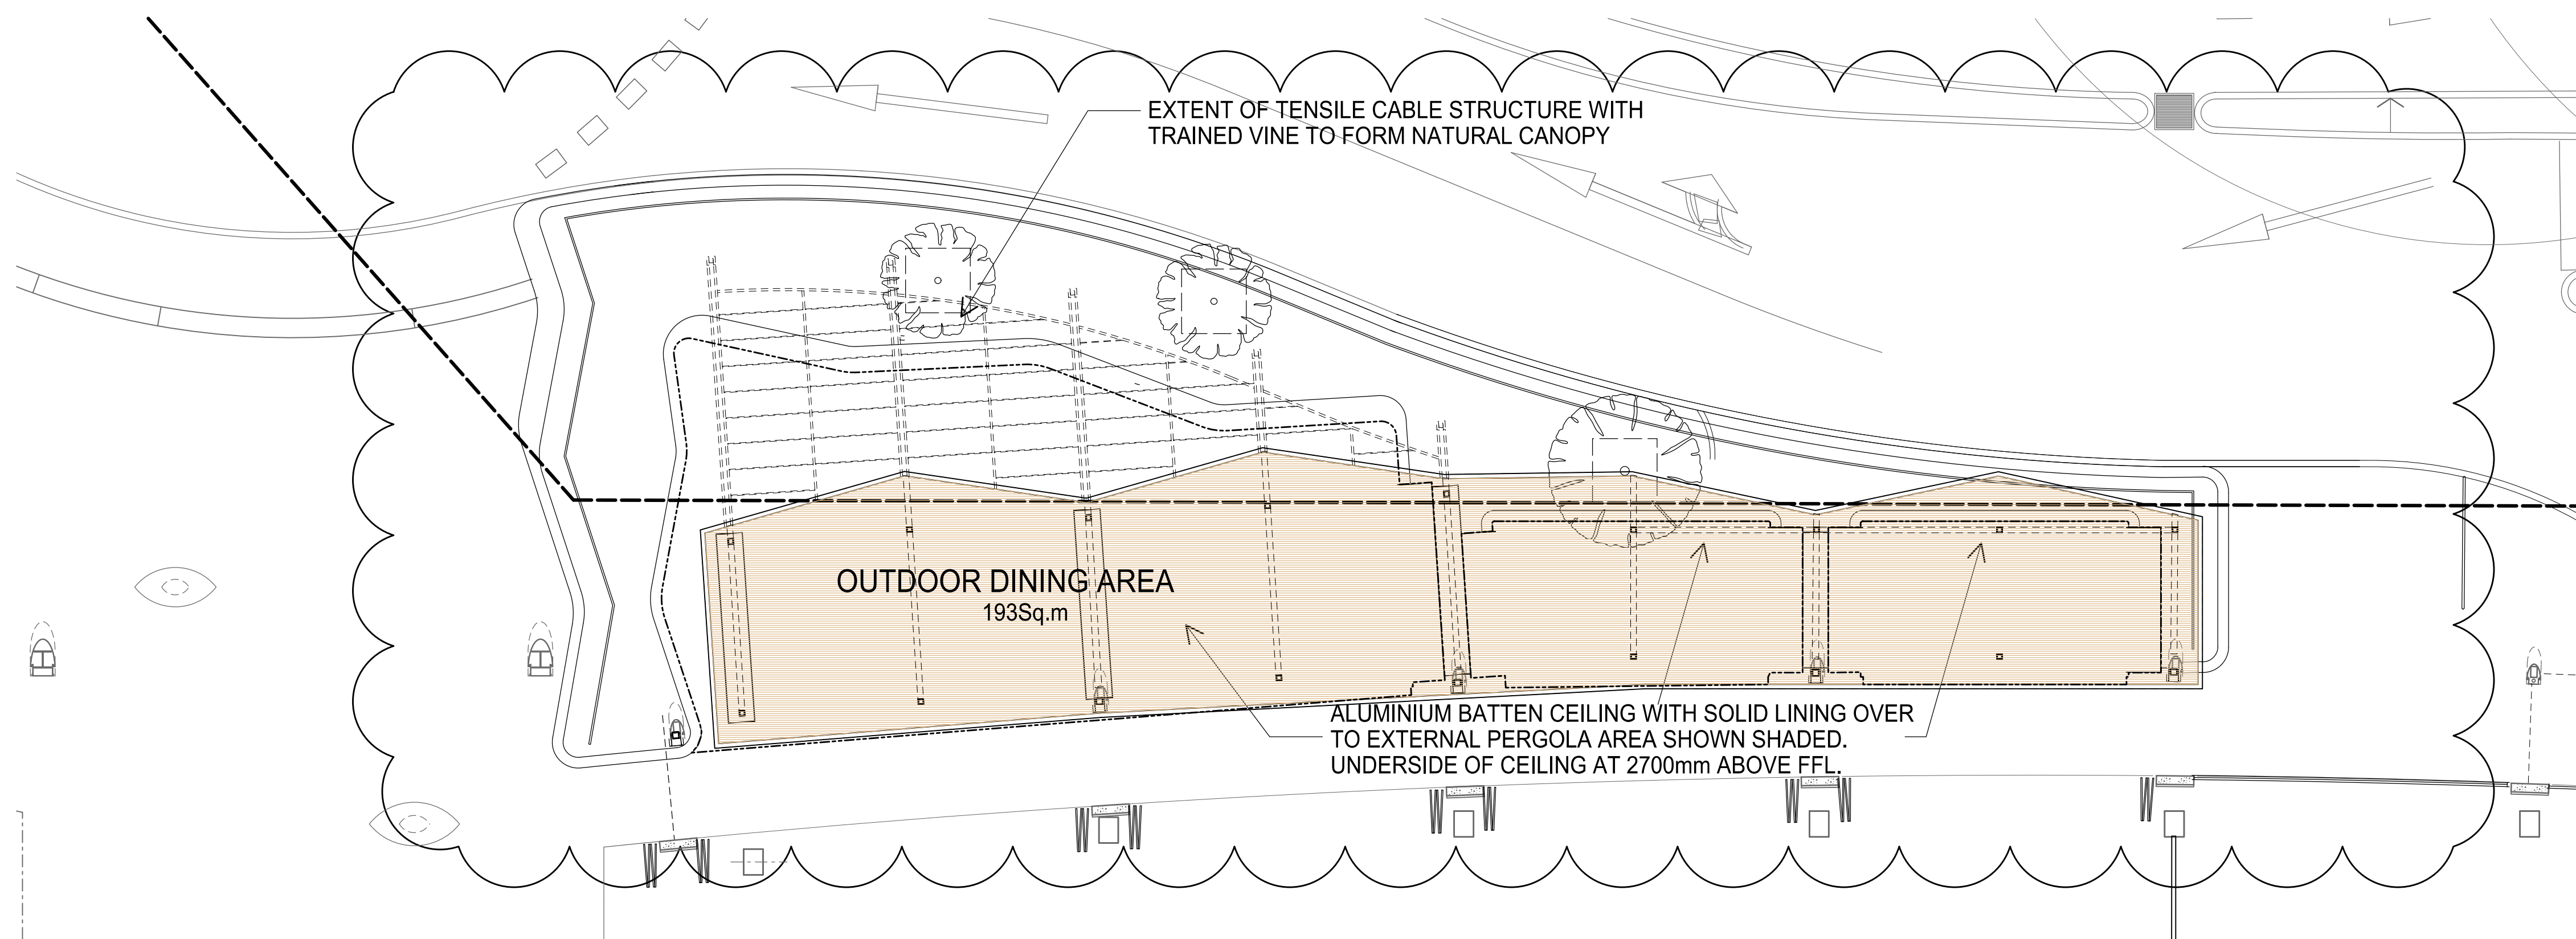 EXTENT OF TENSILE CABLE STRUCTURE WITH
TRAINED VINE TO FORM NATURAL CANOPY
OUTDOOR DINING AREA
193Sq.m
ALUMINIUM BATTEN CEILING WITH SOLID LINING OVER
TO EXTERNAL PERGOLA AREA SHOWN SHADED.
UNDERSIDE OF CEILING AT 2700mm ABOVE FFL.